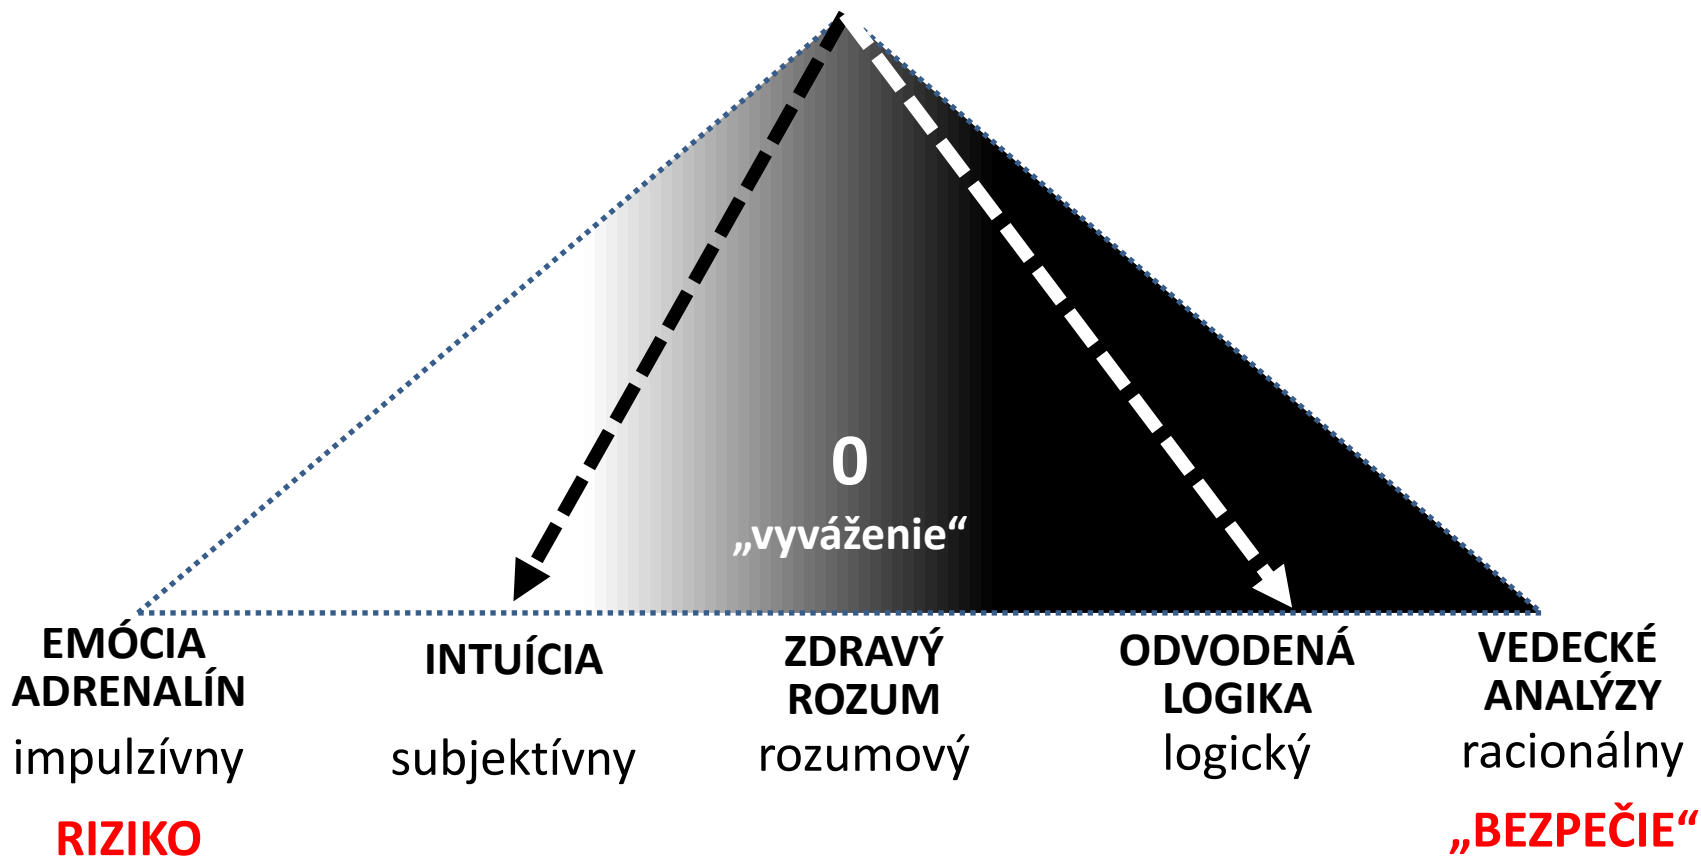 0
„vyváženie“
EMÓCIA
ADRENALÍN
impulzívny
RIZIKO
INTUÍCIA
subjektívny
ZDRAVÝ
ROZUM
rozumový
ODVODENÁ
LOGIKA
logický
VEDECKÉ
ANALÝZY
racionálny
„BEZPEČIE“